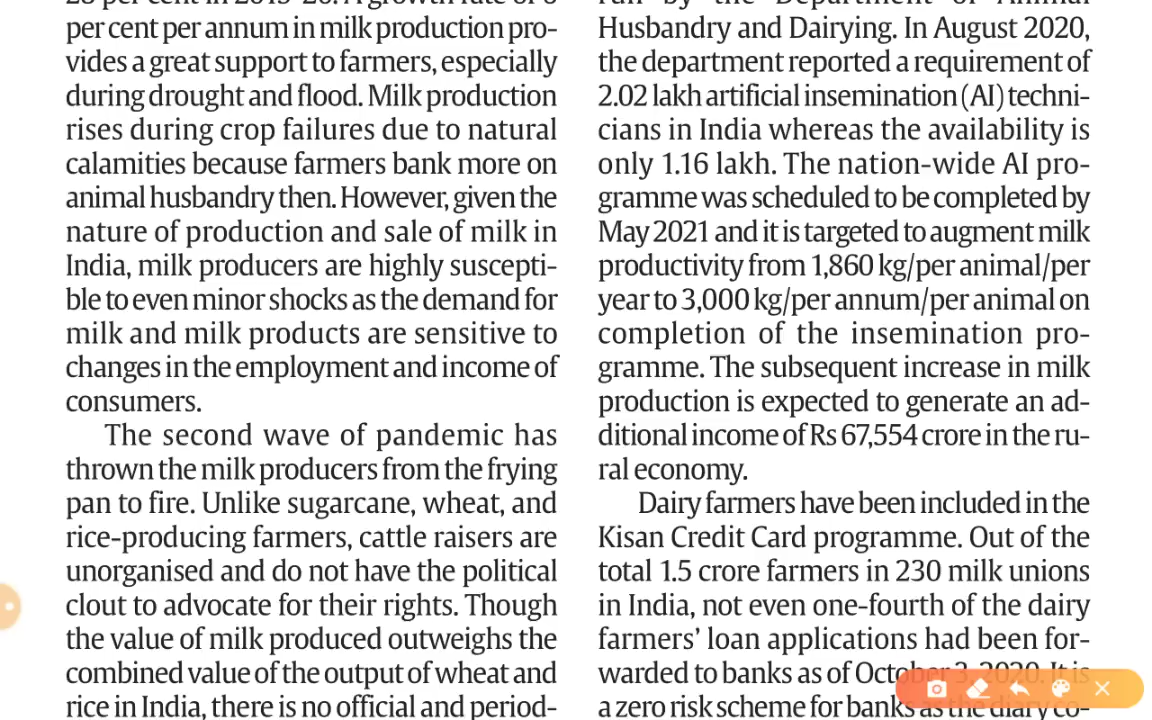 per cent per annum in milk production pro-
vides a great support to farmers, especially
during drought and flood. Milk production
rises during crop failures due to natural
calamities because farmers bank more on
animal husbandry then. However, given the
nature of production and sale of milk in
India, milk producers are highly suscepti-
ble to even minor shocks as the demand for
milk and milk products are sensitive to
changes in the employment and income of
consumers.
The second wave of pandemic has
thrown the milk producers from the frying
pan to fire. Unlike sugarcane, wheat, and
rice-producing farmers, cattle raisers are
unorganised and do not have the political
clout to advocate for their rights. Though
the value of milk produced outweighs the
combined value of the output of wheat and
rice in India, there is no official and period-
run by the Department of Animal
Husbandry and Dairying. In August 2020,
the department reported a requirement of
2.02 lakh artificial insemination (AI) techni-
cians in India whereas the availability is
only 1.16 lakh. The nation-wide AI pro-
gramme was scheduled to be completed by
May 2021 and it is targeted to augment milk
productivity from 1,860 kg/per animal/per
year to 3,000 kg/per annum/per animal on
completion of the insemination pro-
gramme. The subsequent increase in milk
production is expected to generate an ad-
ditional income of Rs 67,554 crore in the ru-
ral economy.
Dairy farmers have been included in the
Kisan Credit Card programme. Out of the
total 1.5 crore farmers in 230 milk unions
in India, not even one-fourth of the dairy
farmers' loan applications had been for-
warded to banks as of October 3, 2020. It is
a zero risk scheme for banks as the diary co-